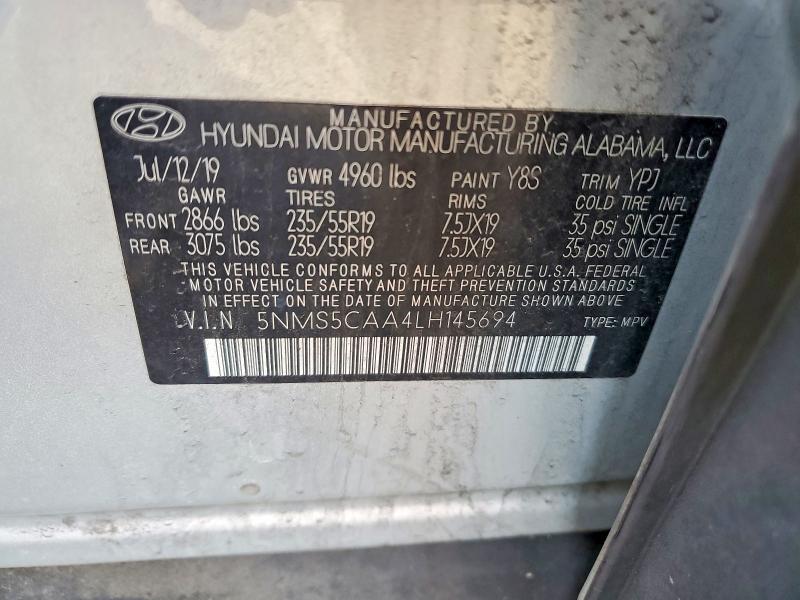 MANUFACTURED BY
HYUNDAI MOTOR MANUFACTURING ALABAMA, LLC
Jul/12/19 GVWR 4960 lbs PAINT Y8S TRIM YPJ
GAWR TIRES RIMS COLD TIRE INFL
FRONT 2866 lbs 235/55R19 7.5JX19 35 psi SINGLE
REAR 3075 lbs 235/55R19 7.5JX19 35 psi SINGLE
THIS VEHICLE CONFORMS TO ALL APPLICABLE U.S.A. FEDERAL
MOTOR VEHICLE SAFETY AND THEFT PREVENTION STANDARDS
IN EFFECT ON THE DATE OF MANUFACTURE SHOWN ABOVE
V.I.N 5NMS5CAA4LH145694 TYPE: MPV